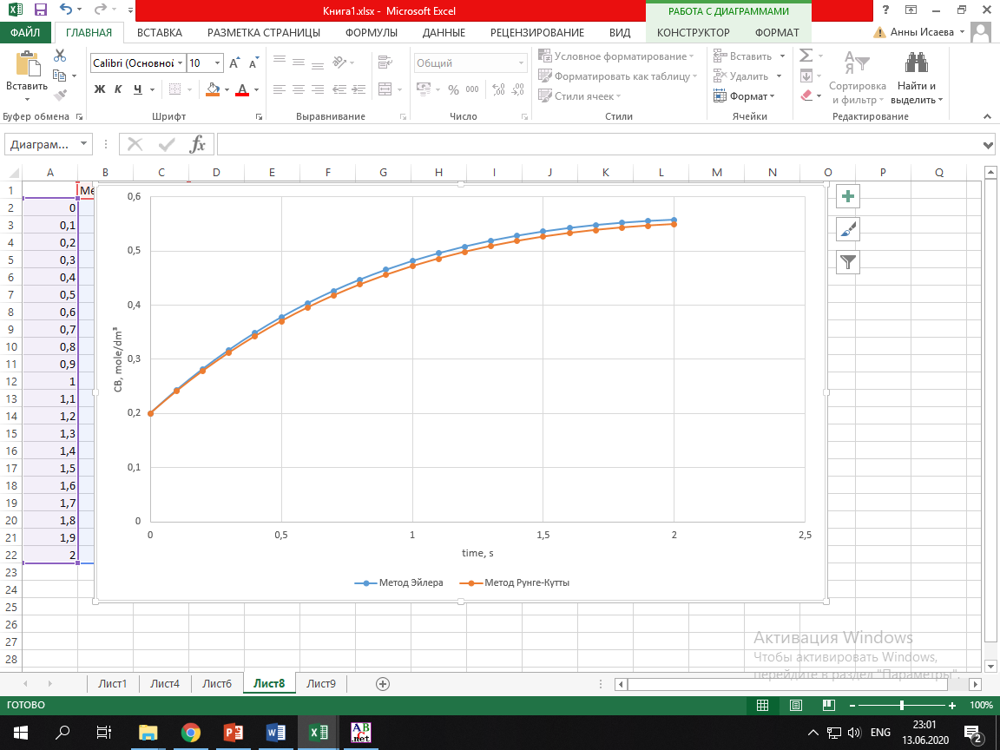 Книга1.xlsx - Microsoft Excel
РАБОТА С ДИАГРАММАМИ
?
ФАЙЛ ГЛАВНАЯ ВСТАВКА РАЗМЕТКА СТРАНИЦЫ ФОРМУЛЫ ДАННЫЕ РЕЦЕНЗИРОВАНИЕ ВИД КОНСТРУКТОР ФОРМАТ Анны Исаева
Calibri (Основной 10 Общий Условное форматирование Вставить
Вставить Ж К Ч % 000 Форматировать как таблицу Удалить Сортировка Найти и
Стили ячеек Формат и фильтр выделить
Буфер обмена Шрифт Выравнивание Число Стили Ячейки Редактирование
Диаграм... fx
A B C D E F G H I J K L M N O P Q
1 Ме
2 0
3 0,1
4 0,2
5 0,3
6 0,4
7 0,5
8 0,6
9 0,7
10 0,8
11 0,9
12 1
13 1,1
14 1,2
15 1,3
16 1,4
17 1,5
18 1,6
19 1,7
20 1,8
21 1,9
22 2
23
24
25
26
27
28
0,6
0,5
0,4
0,3
0,2
0,1
0
CB, mole/dm³
0 0,5 1 1,5 2 2,5
time, s
Метод Эйлера Метод Рунге-Кутты
Активация Windows
Чтобы активировать Windows,
перейдите в раздел "Параметры".
Лист1 Лист4 Лист6 Лист8 Лист9
ГОТОВО 100%
ENG 23:01
13.06.2020
2